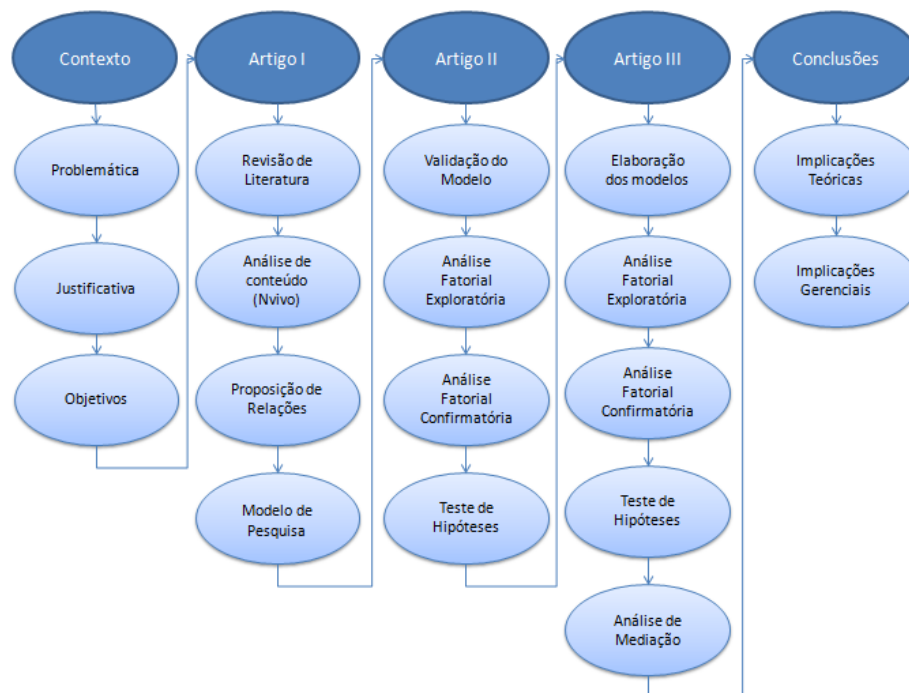 Contexto
Problemática
Justificativa
Objetivos
Artigo I
Revisão de
Literatura
Análise de
conteúdo
(Nvivo)
Proposição de
Relações
Modelo de
Pesquisa
Artigo II
Validação do
Modelo
Análise
Fatorial
Exploratória
Análise
Fatorial
Confirmatória
Teste de
Hipóteses
Artigo III
Elaboração
dos modelos
Análise
Fatorial
Exploratória
Análise
Fatorial
Confirmatória
Teste de
Hipóteses
Análise de
Mediação
Conclusões
Implicações
Teóricas
Implicações
Gerenciais